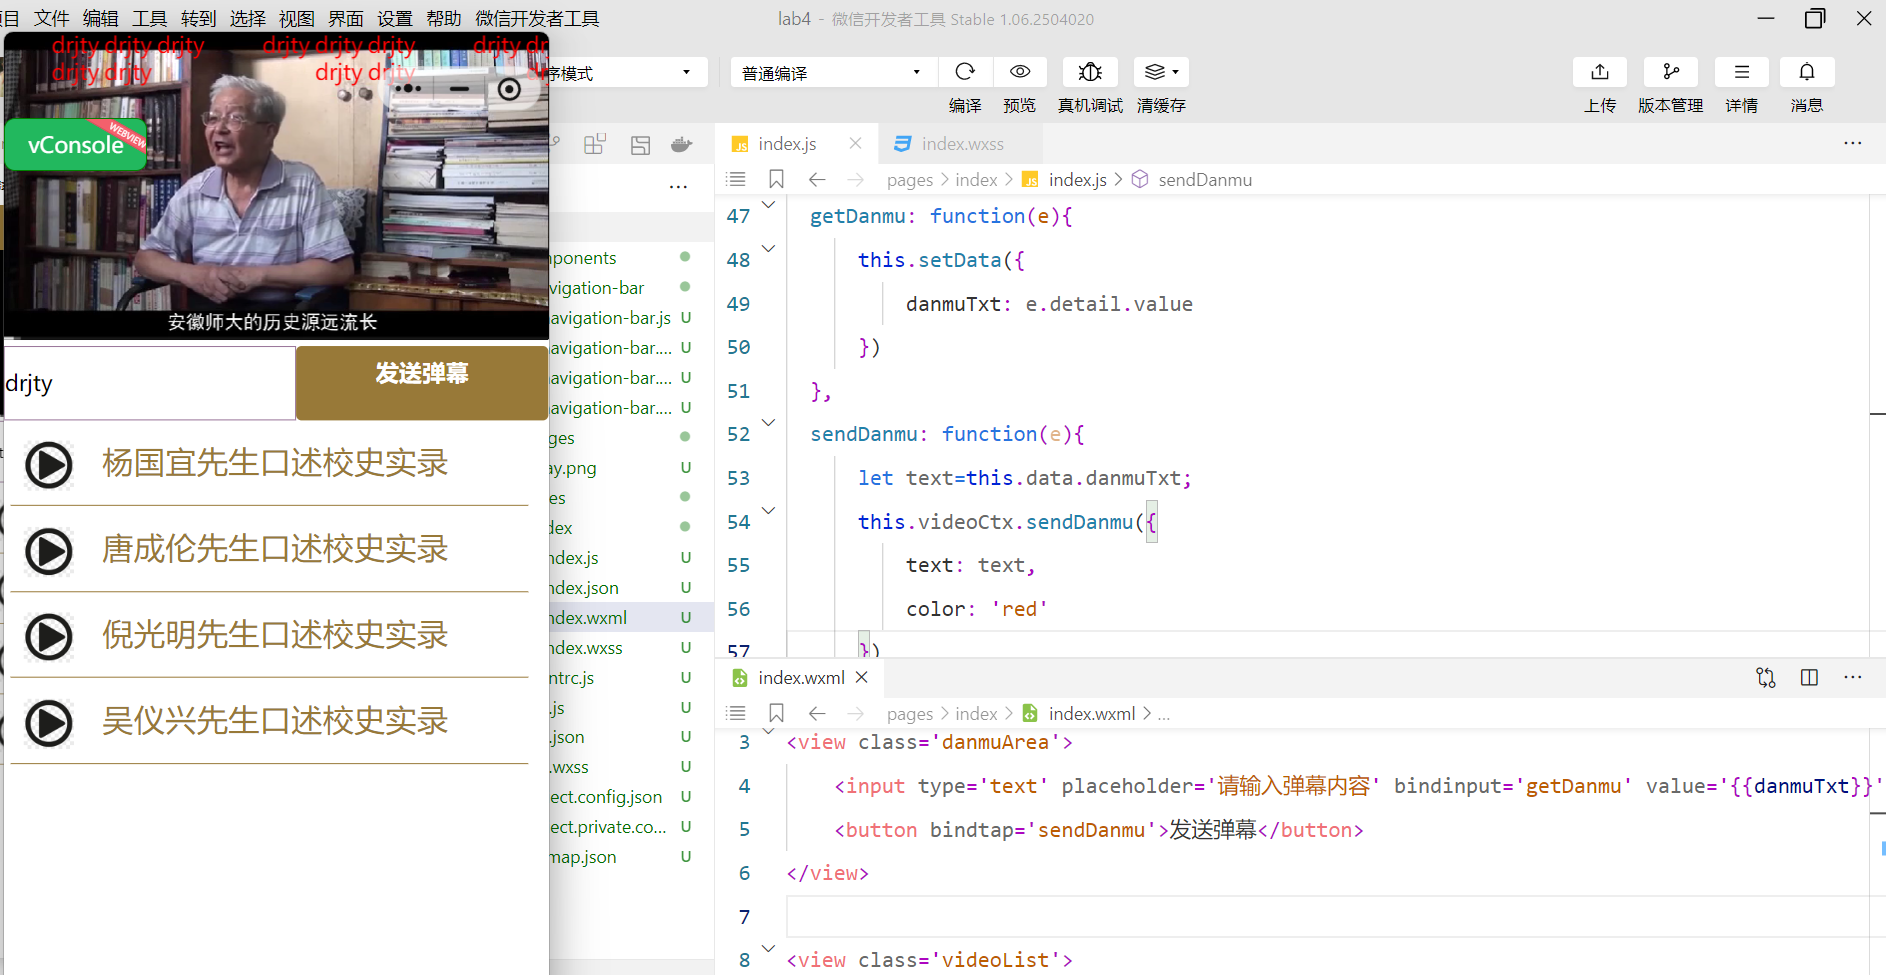 项目 文件 编辑 工具 转到 选择 视图 界面 设置 帮助 微信开发者工具
lab4 - 微信开发者工具 Stable 1.06.2504020
drjty drjty drjty drjty drjty drjty drjty dr
drjty drjty drjty drjty
vConsole
WEBVIEW
安徽师大的历史源远流长
drjty
发送弹幕
杨国宜先生口述校史实录
唐成伦先生口述校史实录
倪光明先生口述校史实录
吴仪兴先生口述校史实录
序模式
普通编译
编译 预览 真机调试 清缓存
上传 版本管理 详情 消息
nponents
vigation-bar
avigation-bar.js U
avigation-bar.... U
avigation-bar.... U
avigation-bar.... U
ges
ay.png U
es
dex
ndex.js U
ndex.json U
ndex.wxml U
ndex.wxss U
ntrc.js U
.js U
.json U
.wxss U
ect.config.json U
ect.private.co... U
map.json U
JS index.js index.wxss
pages > index > JS index.js > sendDanmu
47 getDanmu: function(e){
48 this.setData({
49 danmuTxt: e.detail.value
50 })
51 },
52 sendDanmu: function(e){
53 let text=this.data.danmuTxt;
54 this.videoCtx.sendDanmu({
55 text: text,
56 color: 'red'
57 })
index.wxml
pages > index > index.wxml > ...
3 <view class='danmuArea'>
4 <input type='text' placeholder='请输入弹幕内容' bindinput='getDanmu' value='{{danmuTxt}}'
5 <button bindtap='sendDanmu'>发送弹幕</button>
6 </view>
7
8 <view class='videoList'>